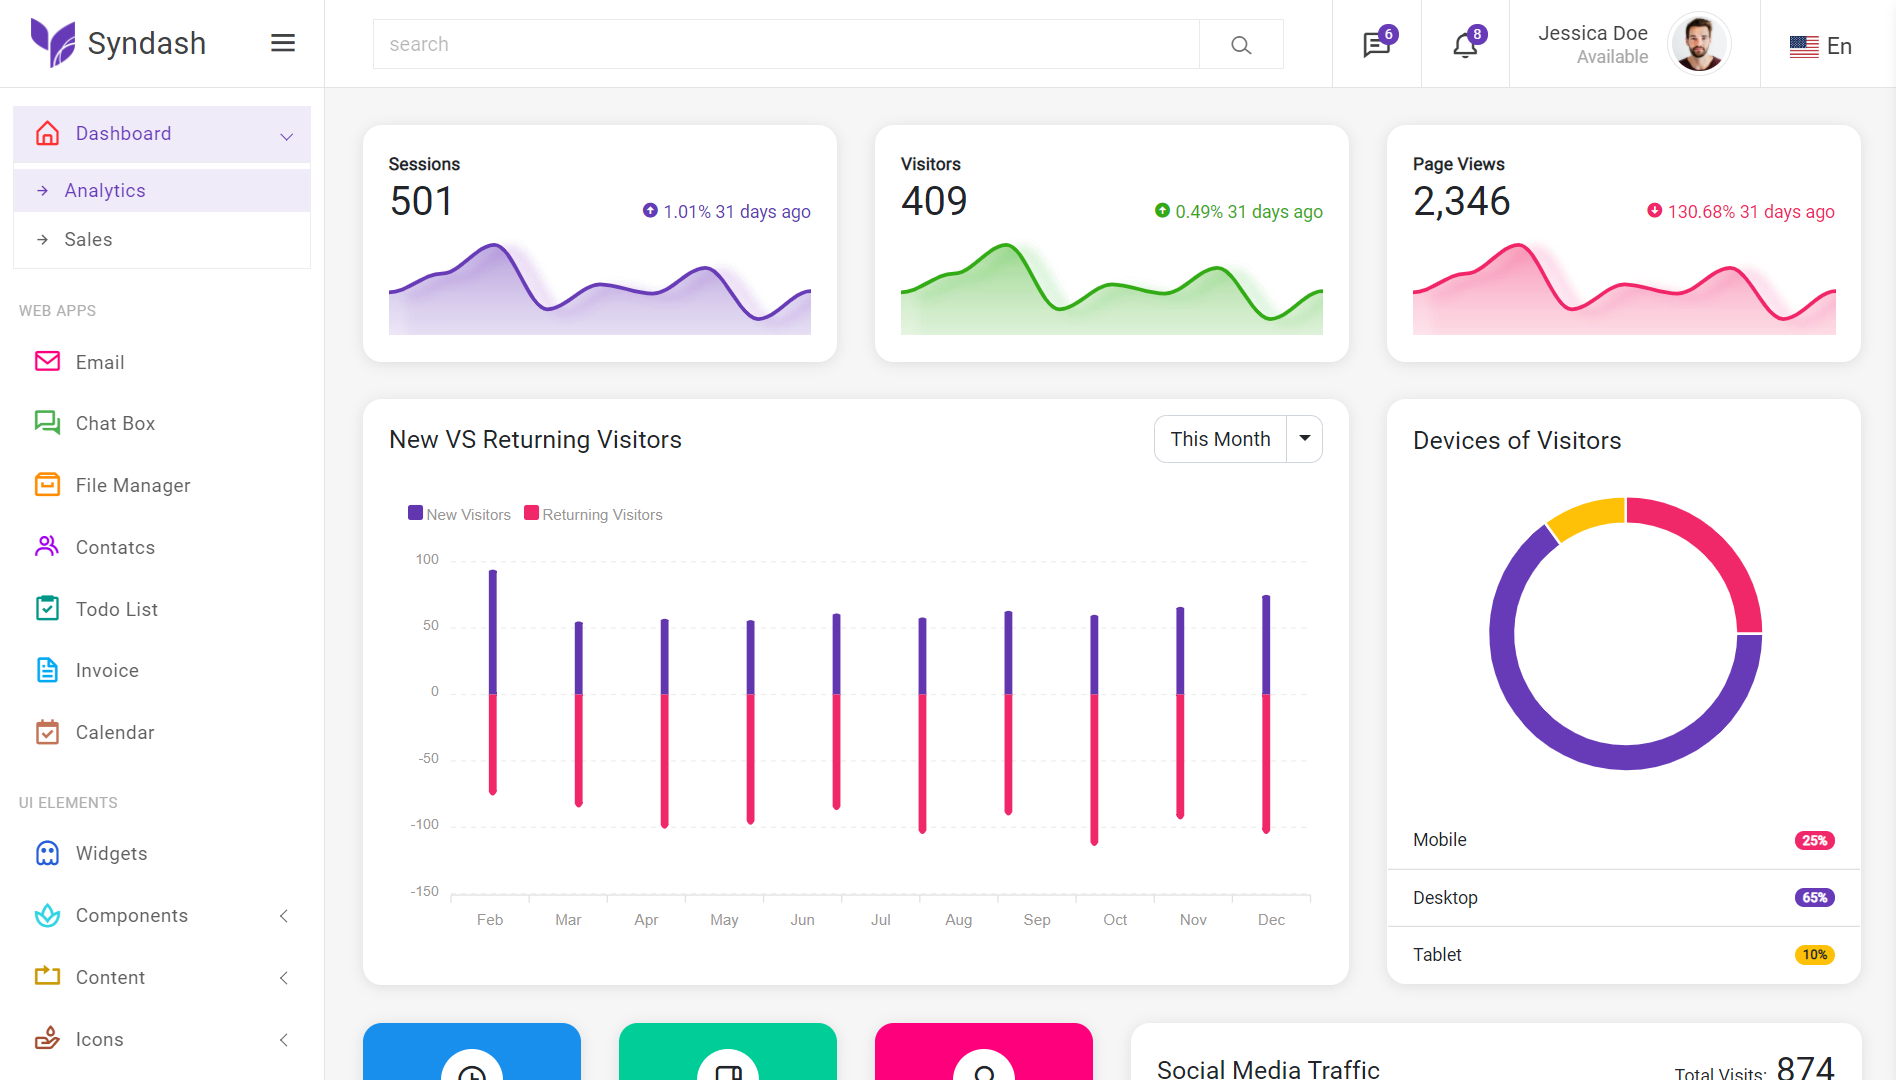 Syndash
search
6
8
Jessica Doe
Available
En
Dashboard
Analytics
Sales
WEB APPS
Email
Chat Box
File Manager
Contatcs
Todo List
Invoice
Calendar
UI ELEMENTS
Widgets
Components
Content
Icons
Sessions
501
1.01% 31 days ago
Visitors
409
0.49% 31 days ago
Page Views
2,346
130.68% 31 days ago
New VS Returning Visitors
This Month
New Visitors Returning Visitors
100
50
0
-50
-100
-150
Feb Mar Apr May Jun Jul Aug Sep Oct Nov Dec
Devices of Visitors
Mobile 25%
Desktop 65%
Tablet 10%
Social Media Traffic
Total Visits: 874